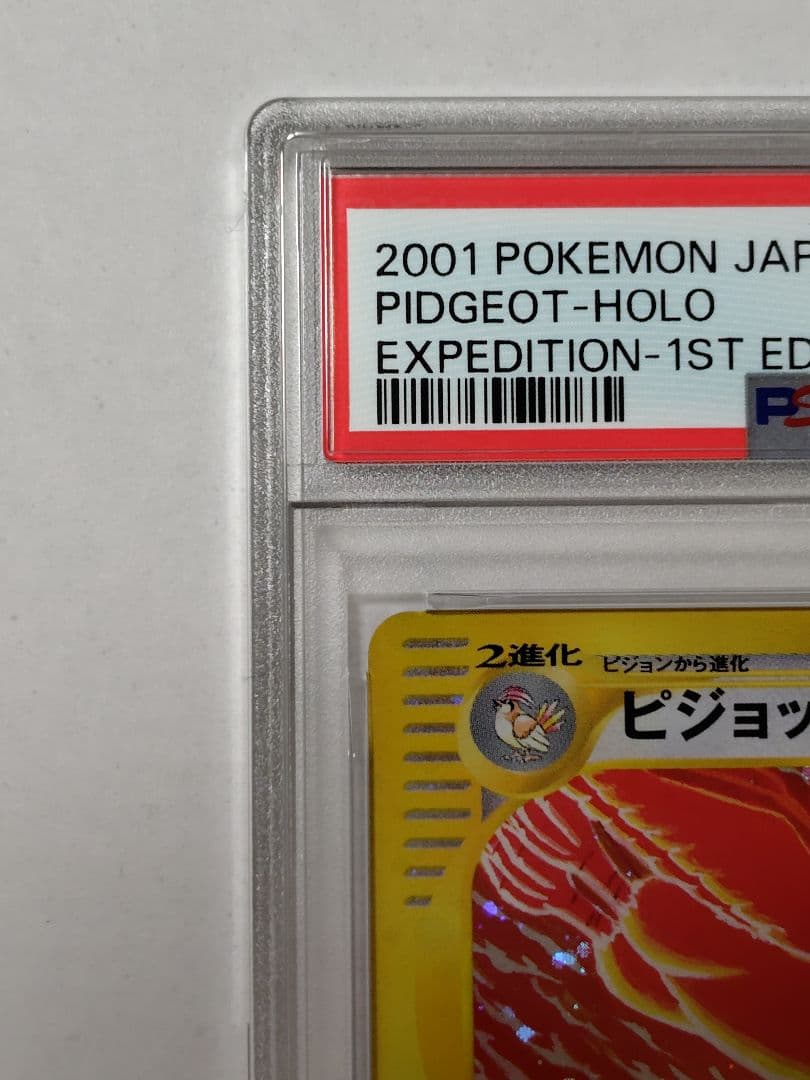 2001 POKEMON JAP
PIDGEOT-HOLO
EXPEDITION-1ST ED
PS
2進化 ピジョンから進化
ピジョッ